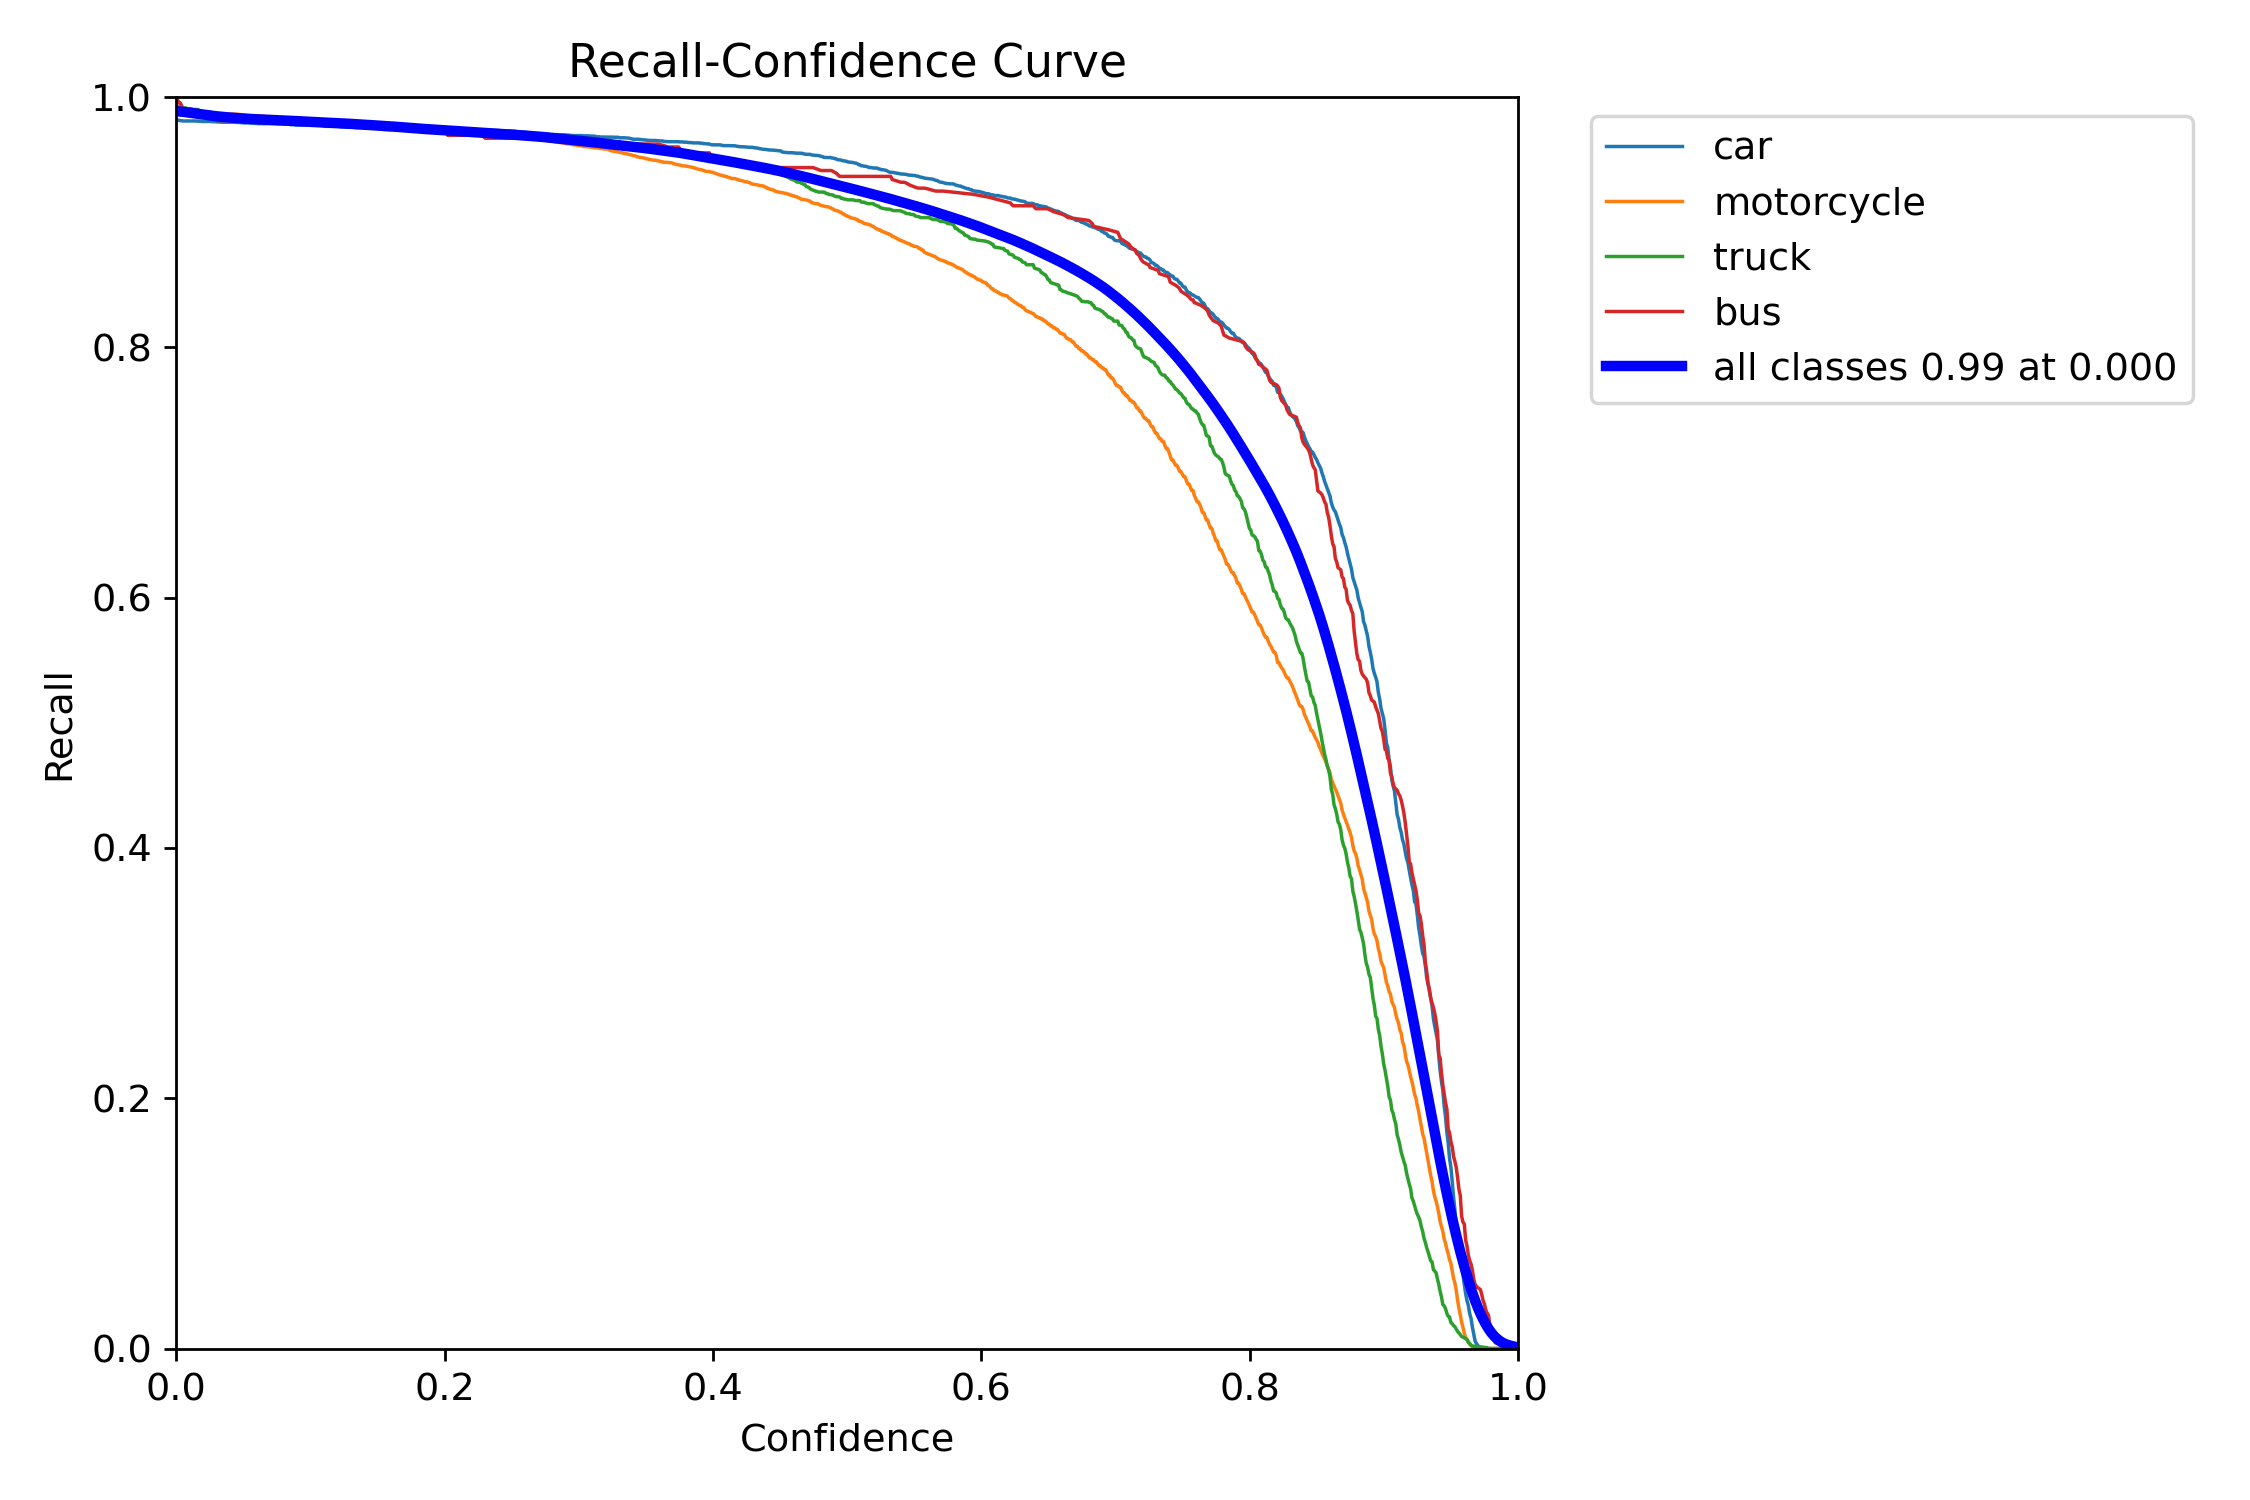 Recall-Confidence Curve
1.0
0.8
0.6
0.4
0.2
0.0
Recall
0.0 0.2 0.4 0.6 0.8 1.0
Confidence
car
motorcycle
truck
bus
all classes 0.99 at 0.000